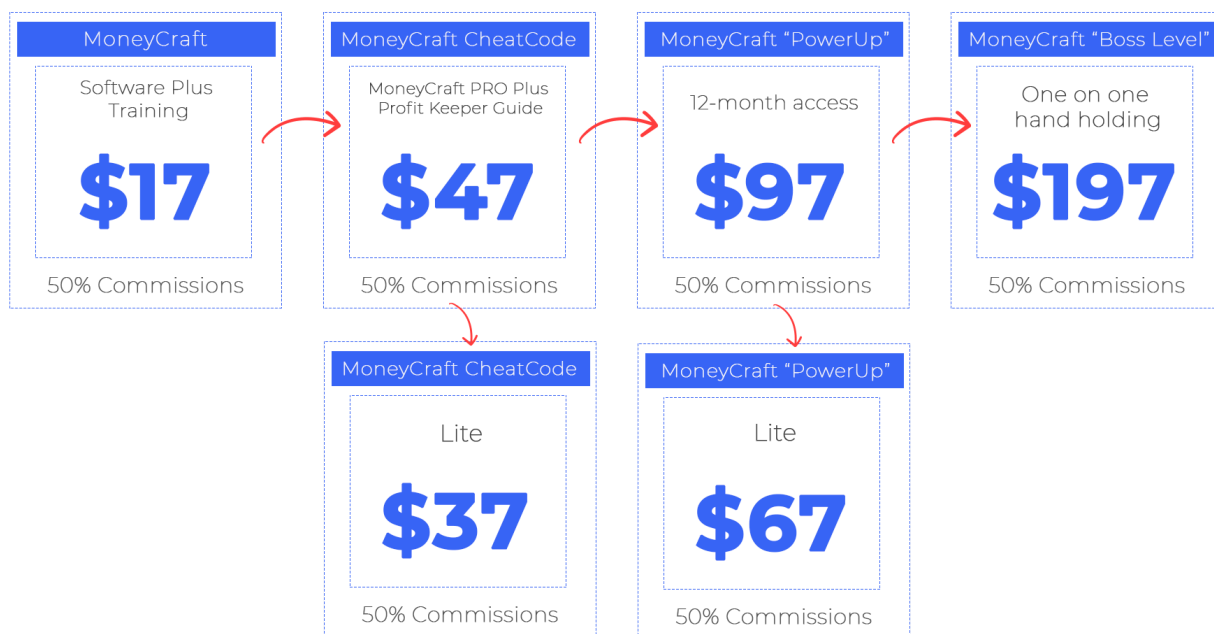 MoneyCraft
Software Plus
Training
$17
50% Commissions
MoneyCraft CheatCode
MoneyCraft PRO Plus
Profit Keeper Guide
$47
50% Commissions
MoneyCraft “PowerUp”
12-month access
$97
50% Commissions
MoneyCraft “Boss Level”
One on one
hand holding
$197
50% Commissions
MoneyCraft CheatCode
Lite
$37
50% Commissions
MoneyCraft “PowerUp”
Lite
$67
50% Commissions